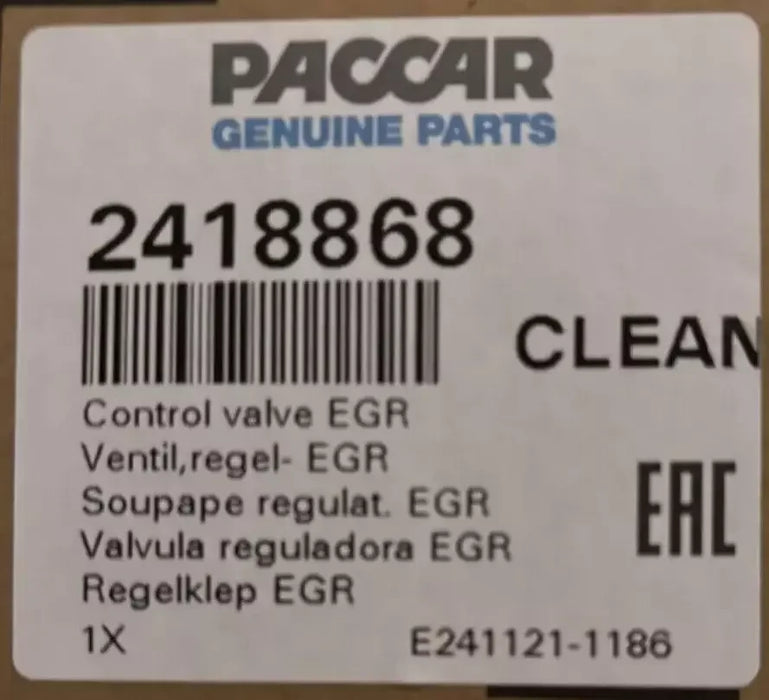 PACCAR
GENUINE PARTS
2418868
CLEAN
Control valve EGR
Ventil,regel- EGR
Soupape regulat. EGR
Valvula reguladora EGR
EAC
Regelklep EGR
1X E241121-1186